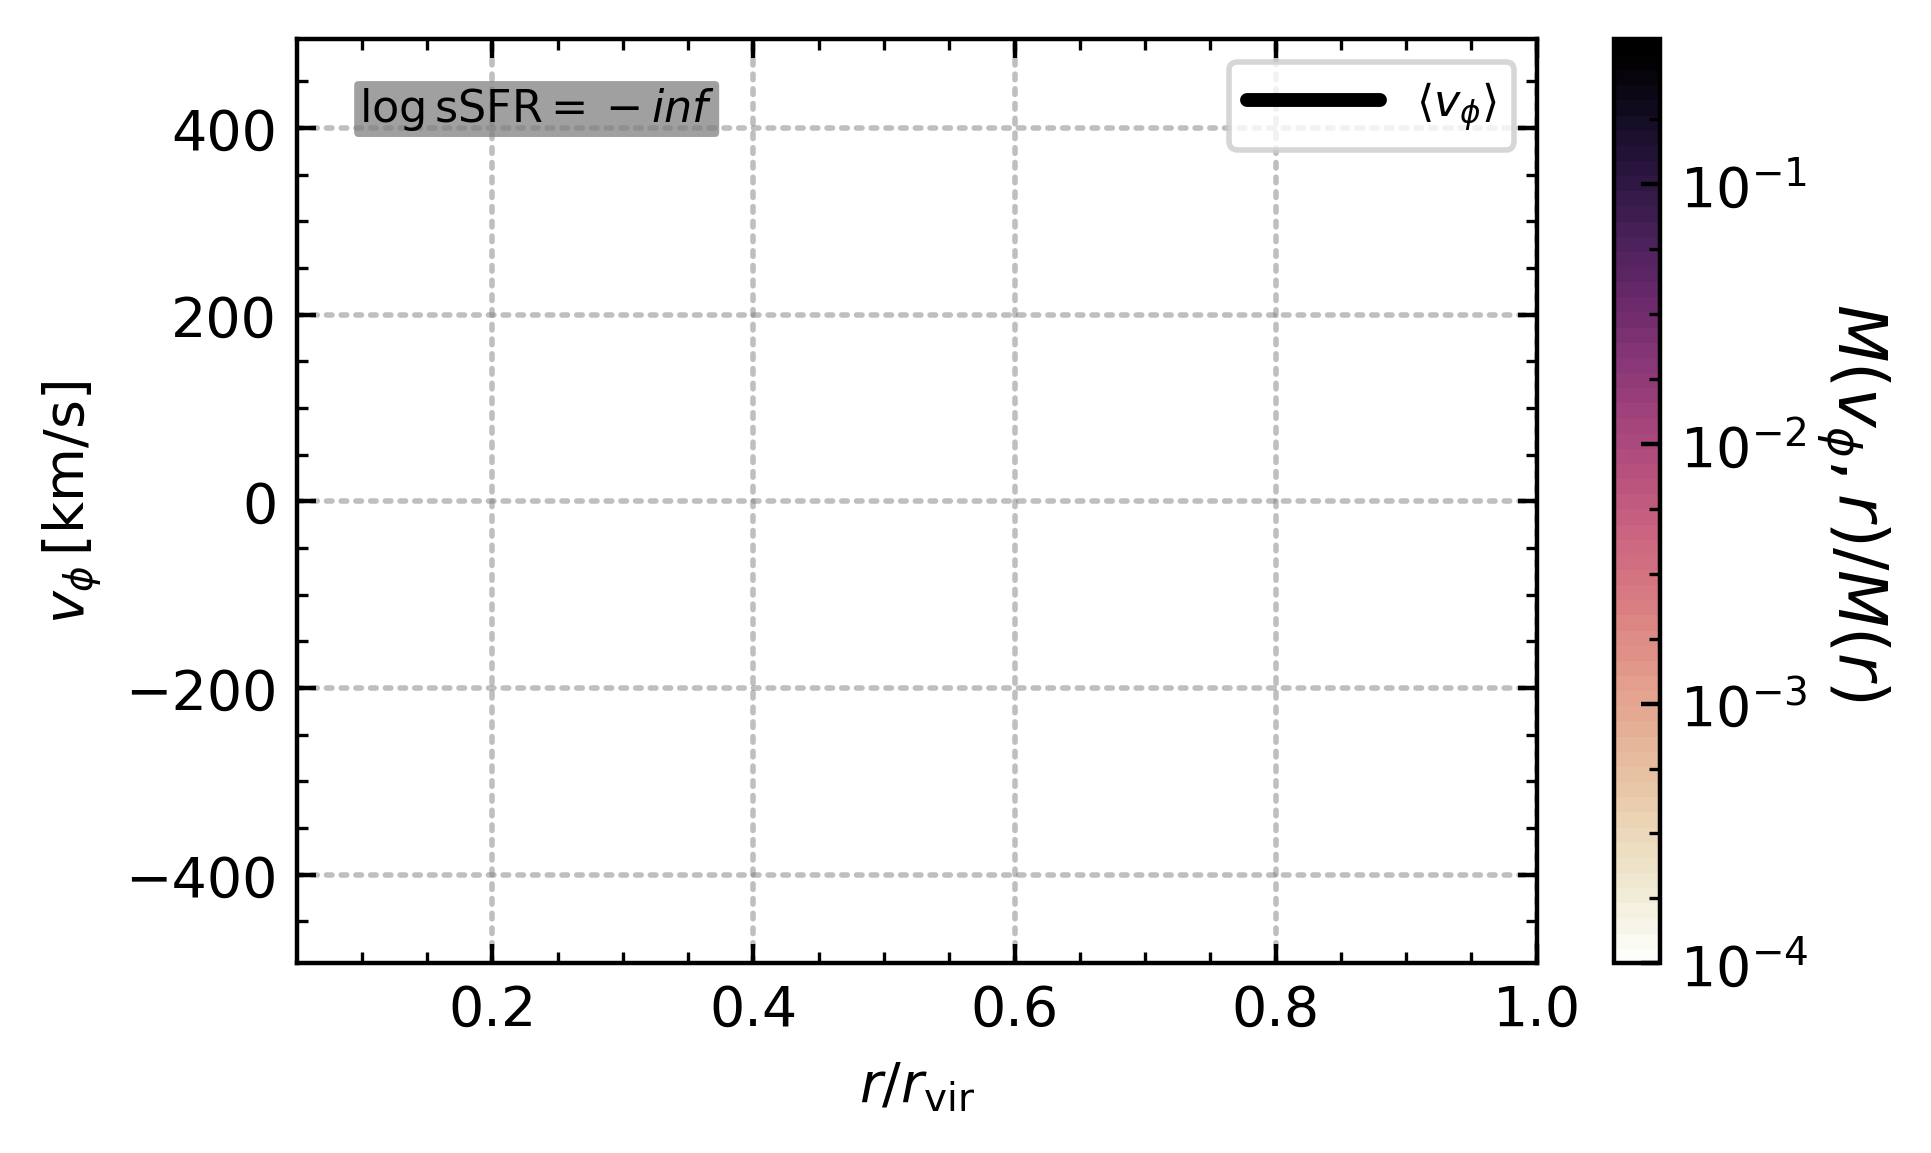 log sSFR = −inf
⟨v_ϕ⟩
400
200
0
−200
−400
v_ϕ [km/s]
0.2 0.4 0.6 0.8 1.0
r/r_vir
10⁻¹
10⁻²
10⁻³
10⁻⁴
M(v_ϕ, r)/M(r)